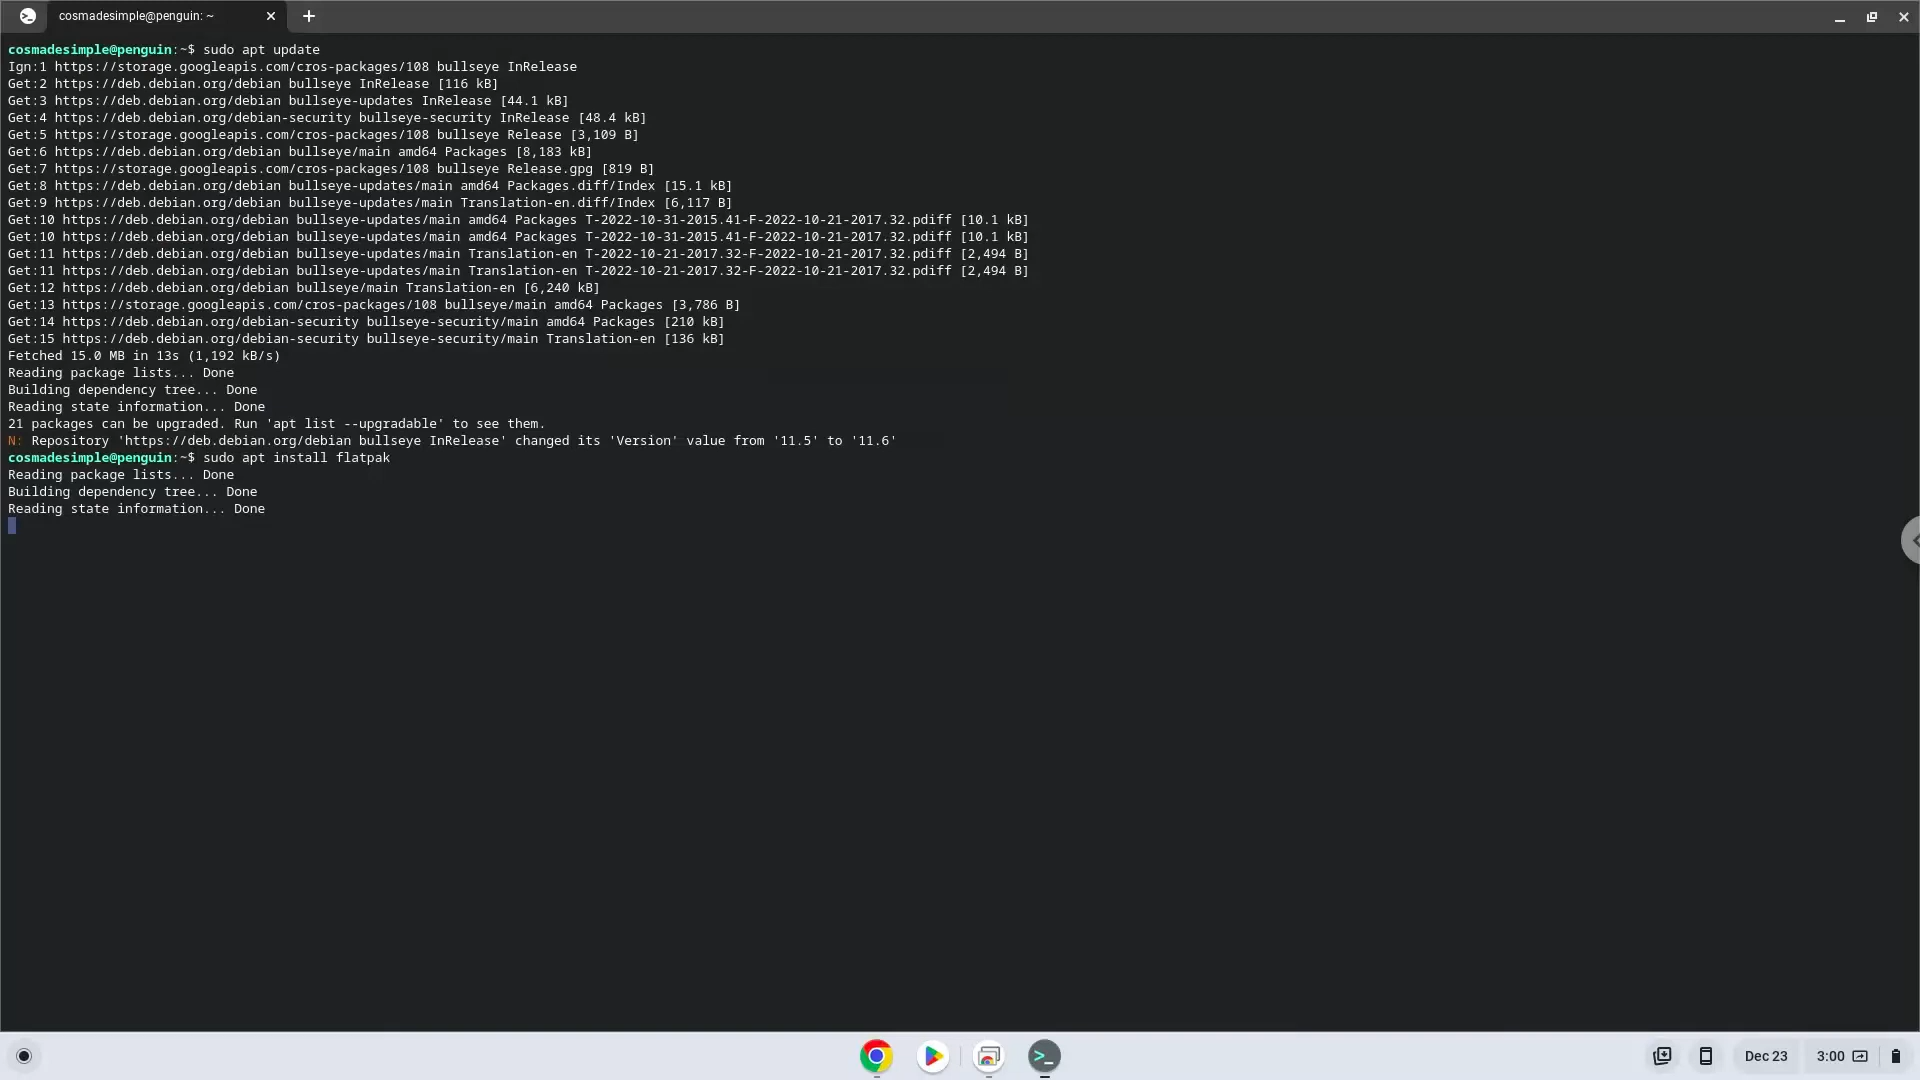 cosmadesimple@penguin: ~
cosmadesimple@penguin:~$ sudo apt update
Ign:1 https://storage.googleapis.com/cros-packages/108 bullseye InRelease
Get:2 https://deb.debian.org/debian bullseye InRelease [116 kB]
Get:3 https://deb.debian.org/debian bullseye-updates InRelease [44.1 kB]
Get:4 https://deb.debian.org/debian-security bullseye-security InRelease [48.4 kB]
Get:5 https://storage.googleapis.com/cros-packages/108 bullseye Release [3,109 B]
Get:6 https://deb.debian.org/debian bullseye/main amd64 Packages [8,183 kB]
Get:7 https://storage.googleapis.com/cros-packages/108 bullseye Release.gpg [819 B]
Get:8 https://deb.debian.org/debian bullseye-updates/main amd64 Packages.diff/Index [15.1 kB]
Get:9 https://deb.debian.org/debian bullseye-updates/main Translation-en.diff/Index [6,117 B]
Get:10 https://deb.debian.org/debian bullseye-updates/main amd64 Packages T-2022-10-31-2015.41-F-2022-10-21-2017.32.pdiff [10.1 kB]
Get:10 https://deb.debian.org/debian bullseye-updates/main amd64 Packages T-2022-10-31-2015.41-F-2022-10-21-2017.32.pdiff [10.1 kB]
Get:11 https://deb.debian.org/debian bullseye-updates/main Translation-en T-2022-10-21-2017.32-F-2022-10-21-2017.32.pdiff [2,494 B]
Get:11 https://deb.debian.org/debian bullseye-updates/main Translation-en T-2022-10-21-2017.32-F-2022-10-21-2017.32.pdiff [2,494 B]
Get:12 https://deb.debian.org/debian bullseye/main Translation-en [6,240 kB]
Get:13 https://storage.googleapis.com/cros-packages/108 bullseye/main amd64 Packages [3,786 B]
Get:14 https://deb.debian.org/debian-security bullseye-security/main amd64 Packages [210 kB]
Get:15 https://deb.debian.org/debian-security bullseye-security/main Translation-en [136 kB]
Fetched 15.0 MB in 13s (1,192 kB/s)
Reading package lists... Done
Building dependency tree... Done
Reading state information... Done
21 packages can be upgraded. Run 'apt list --upgradable' to see them.
N: Repository 'https://deb.debian.org/debian bullseye InRelease' changed its 'Version' value from '11.5' to '11.6'
cosmadesimple@penguin:~$ sudo apt install flatpak
Reading package lists... Done
Building dependency tree... Done
Reading state information... Done
Dec 23 3:00